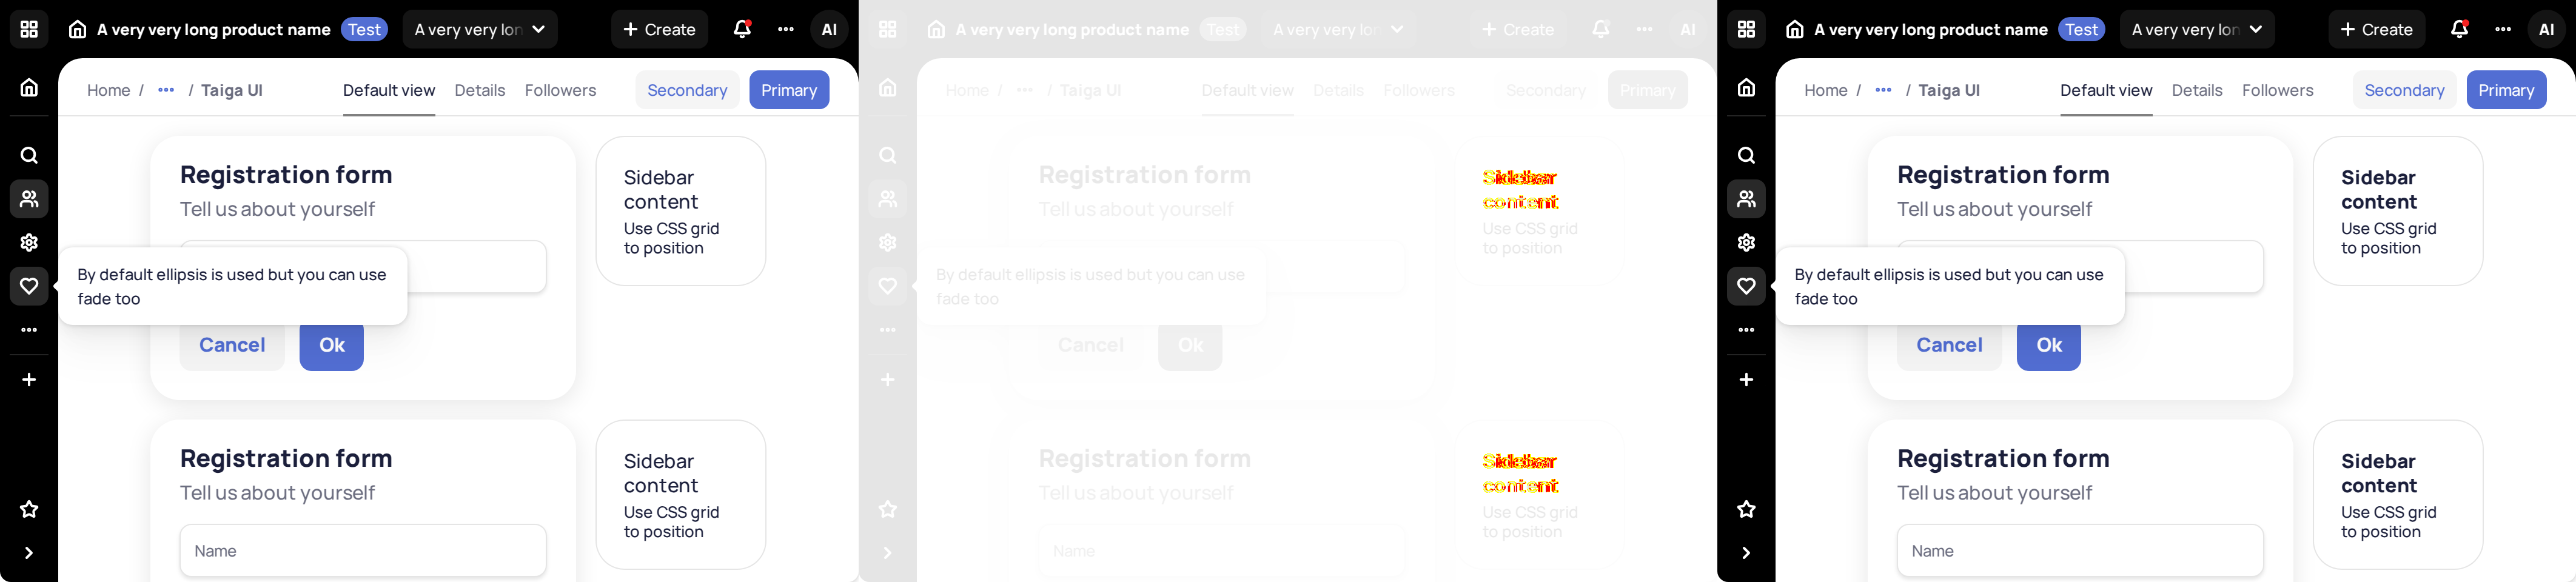 A very very long product name Test A very very lon Create AI
Home / ... / Taiga UI Default view Details Followers Secondary Primary
Registration form
Tell us about yourself
Sidebar
content
Use CSS grid
to position
By default ellipsis is used but you can use
fade too
Cancel Ok
Registration form
Tell us about yourself
Name
Sidebar
content
Use CSS grid
to position
A very very long product name Test A very very lon Create AI
Home / ... / Taiga UI Default view Details Followers Secondary Primary
Registration form
Tell us about yourself
Sidebar
content
Use CSS grid
to position
By default ellipsis is used but you can use
fade too
Cancel Ok
Registration form
Tell us about yourself
Name
Sidebar
content
Use CSS grid
to position
A very very long product name Test A very very lon Create AI
Home / ... / Taiga UI Default view Details Followers Secondary Primary
Registration form
Tell us about yourself
Sidebar
content
Use CSS grid
to position
By default ellipsis is used but you can use
fade too
Cancel Ok
Registration form
Tell us about yourself
Name
Sidebar
content
Use CSS grid
to position